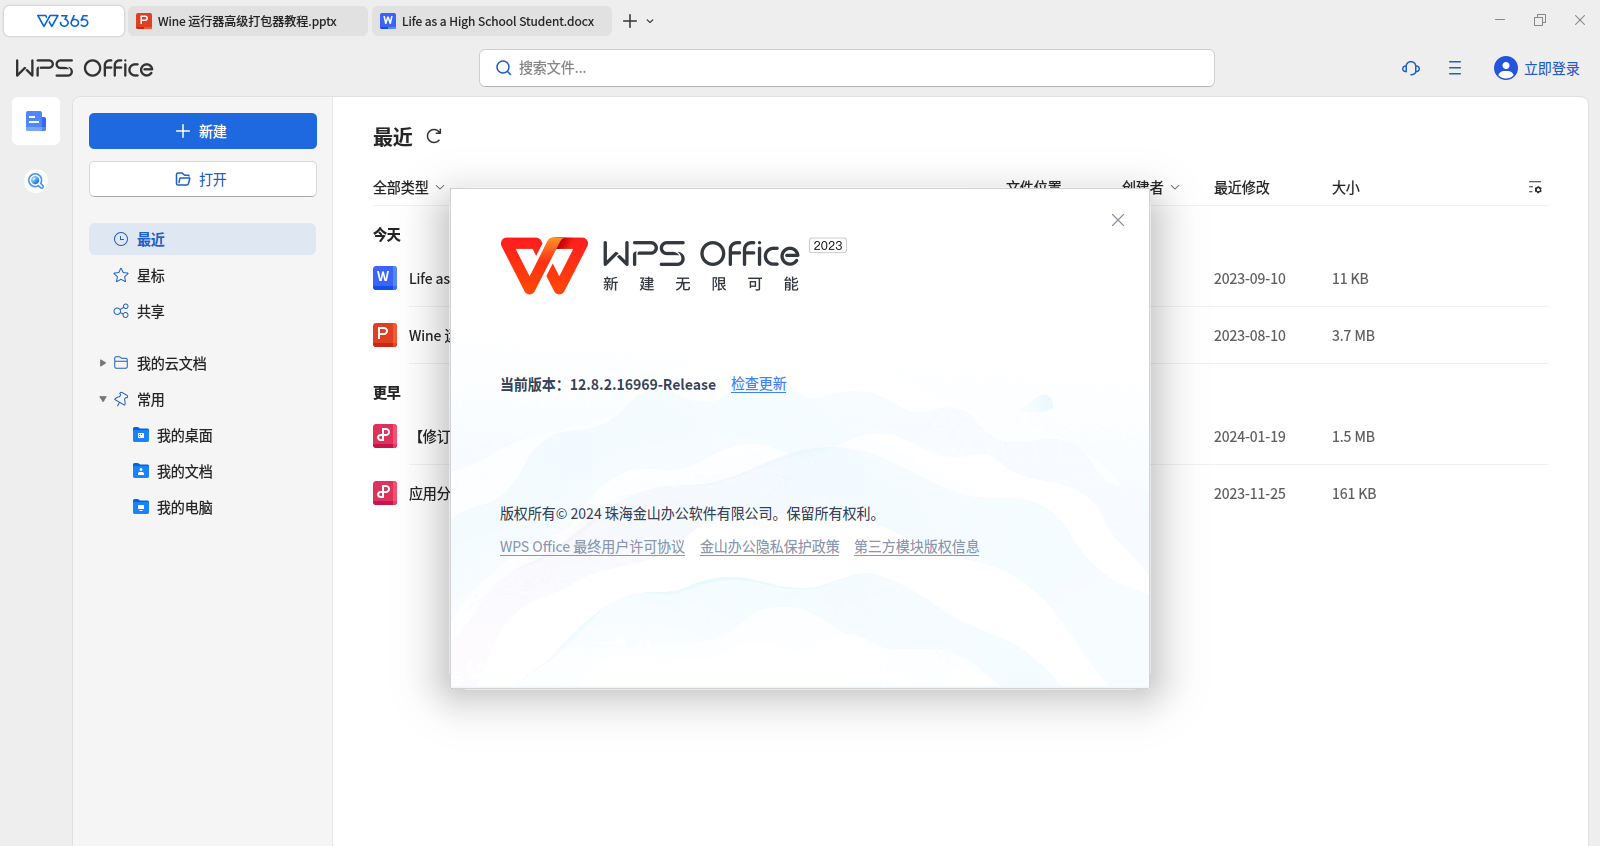 W365
Wine 运行器高级打包器教程.pptx
Life as a High School Student.docx
WPS Office
搜索文件...
立即登录
新建
打开
最近
星标
共享
我的云文档
常用
我的桌面
我的文档
我的电脑
最近
全部类型
文件位置
创建者
最近修改
大小
今天
Life as
2023-09-10
11 KB
Wine
2023-08-10
3.7 MB
更早
【修订
2024-01-19
1.5 MB
应用分
2023-11-25
161 KB
WPS Office 2023
新建无限可能
当前版本：12.8.2.16969-Release 检查更新
版权所有© 2024 珠海金山办公软件有限公司。保留所有权利。
WPS Office 最终用户许可协议 金山办公隐私保护政策 第三方模块版权信息